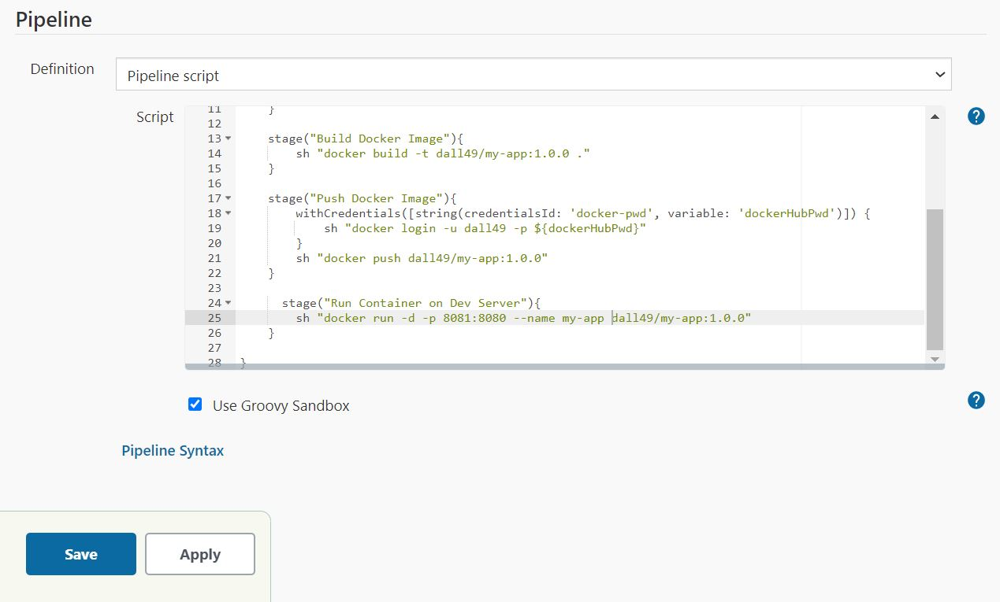 Pipeline
Definition
Pipeline script
Script
11 }
12
13 stage("Build Docker Image"){
14 sh "docker build -t dall49/my-app:1.0.0 ."
15 }
16
17 stage("Push Docker Image"){
18 withCredentials([string(credentialsId: 'docker-pwd', variable: 'dockerHubPwd')]) {
19 sh "docker login -u dall49 -p ${dockerHubPwd}"
20 }
21 sh "docker push dall49/my-app:1.0.0"
22 }
23
24 stage("Run Container on Dev Server"){
25 sh "docker run -d -p 8081:8080 --name my-app dall49/my-app:1.0.0"
26 }
27
28 }
Use Groovy Sandbox
Pipeline Syntax
Save
Apply